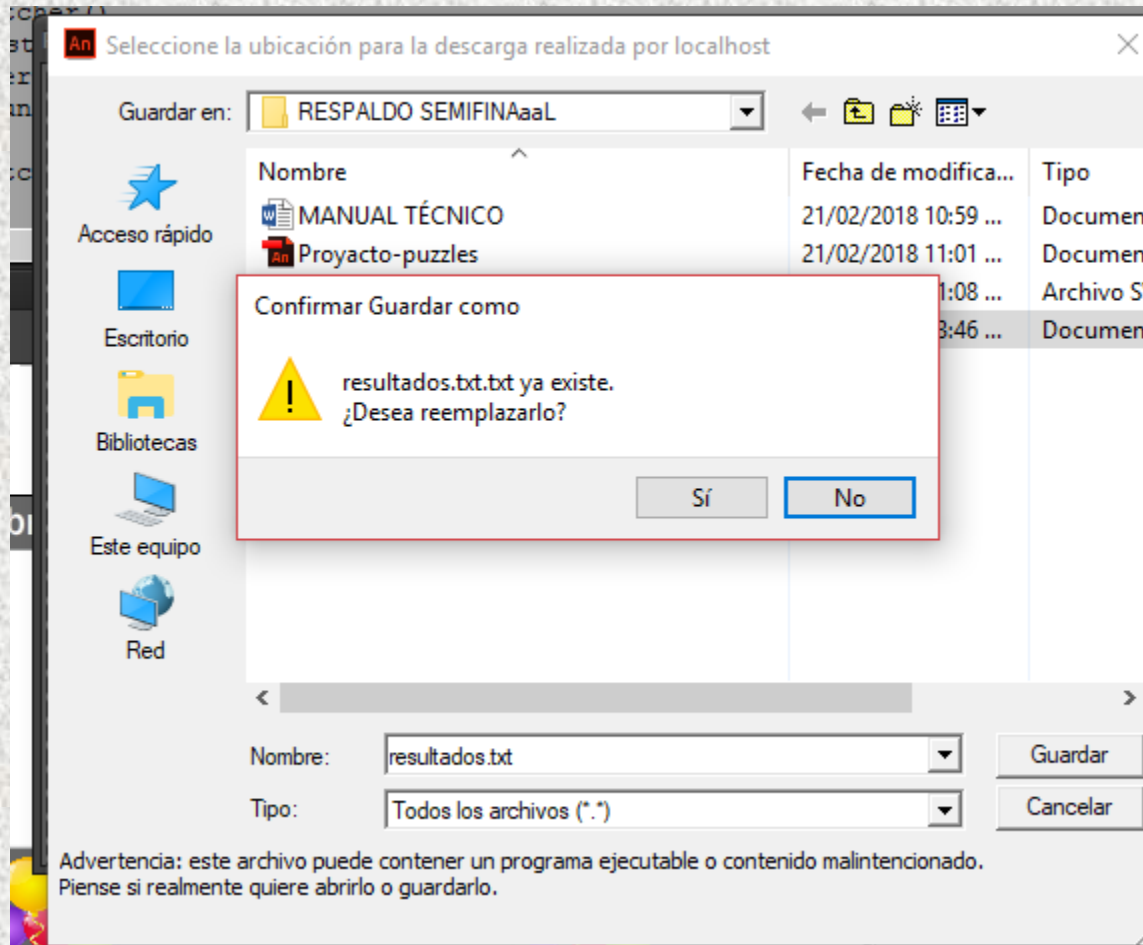 tcher()
An Seleccione la ubicación para la descarga realizada por localhost
Guardar en: RESPALDO SEMIFINAaaL
Nombre Fecha de modifica... Tipo
MANUAL TÉCNICO 21/02/2018 10:59 ... Documen
An Proyacto-puzzles 21/02/2018 11:01 ... Documen
1:08 ... Archivo S
3:46 ... Documen
Acceso rápido
Escritorio
Bibliotecas
Este equipo
Red
Confirmar Guardar como
resultados.txt.txt ya existe.
¿Desea reemplazarlo?
Sí No
Nombre: resultados.txt Guardar
Tipo: Todos los archivos (*.*) Cancelar
Advertencia: este archivo puede contener un programa ejecutable o contenido malintencionado.
Piense si realmente quiere abrirlo o guardarlo.